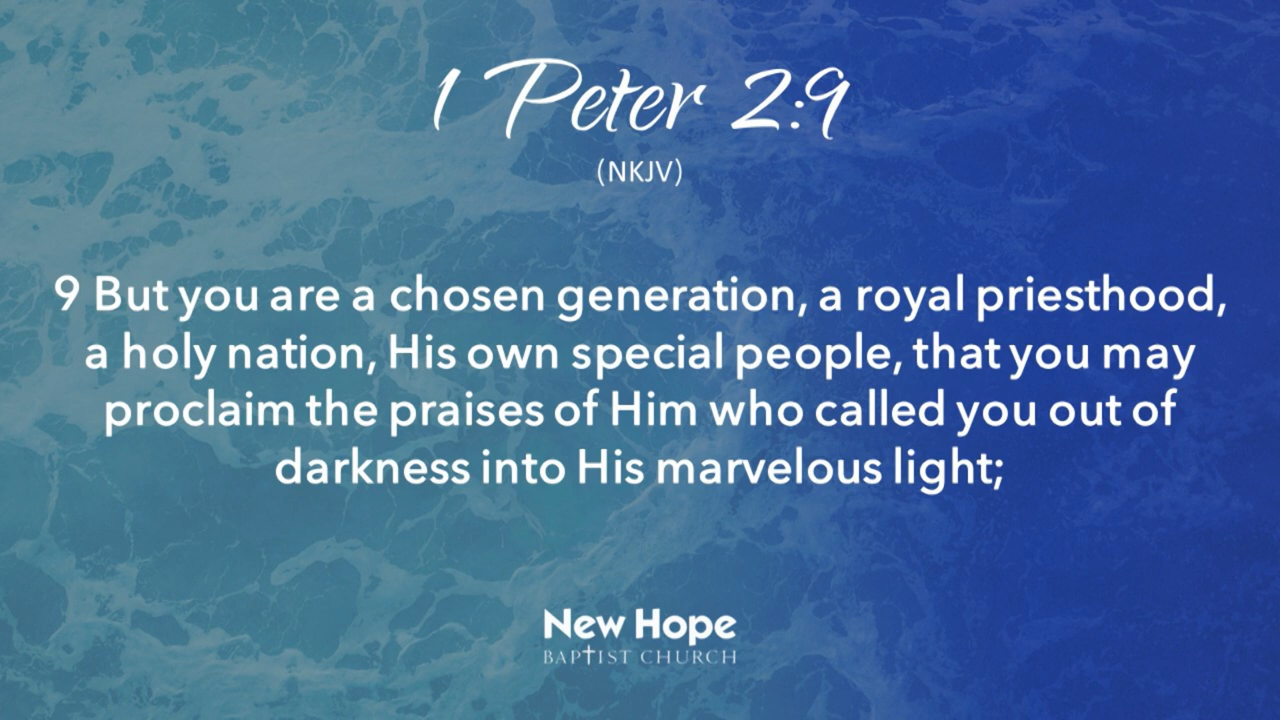 1 Peter 2:9
(NKJV)
9 But you are a chosen generation, a royal priesthood,
a holy nation, His own special people, that you may
proclaim the praises of Him who called you out of
darkness into His marvelous light;
New Hope
BAPTIST CHURCH